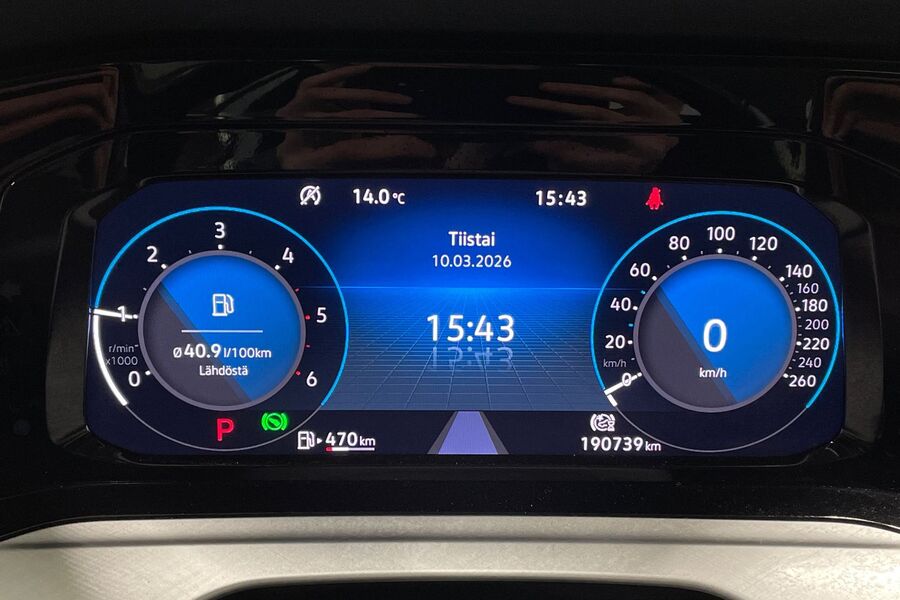 14.0°C
15:43
Tiistai
10.03.2026
15:43
0
1
2
3
4
5
6
r/min
x1000
Ø40.9 l/100km
Lähdöstä
0
20
40
60
80
100
120
140
160
180
200
220
240
260
km/h
0
km/h
P
470 km
190739 km